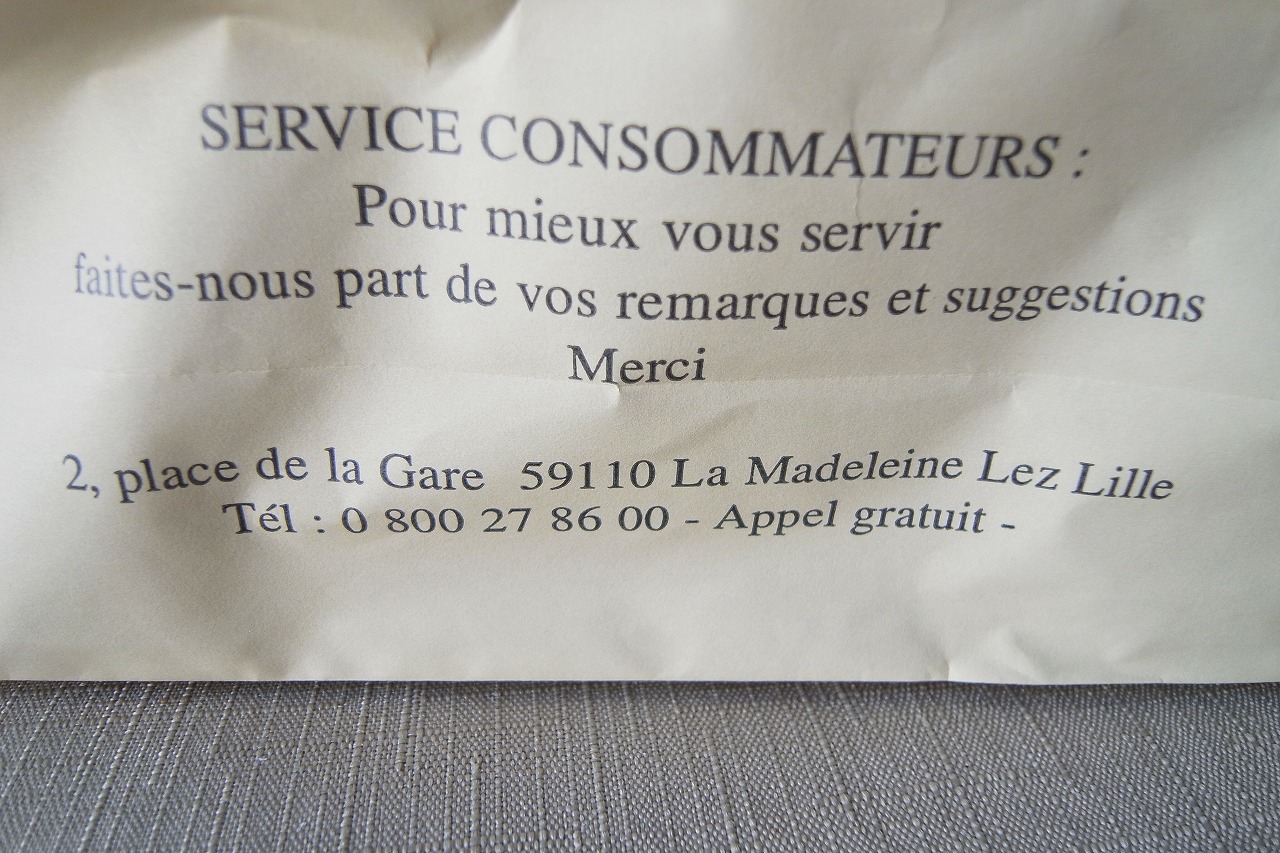 SERVICE CONSOMMATEURS :
Pour mieux vous servir
faites-nous part de vos remarques et suggestions
Merci
2, place de la Gare 59110 La Madeleine Lez Lille
Tél : 0 800 27 86 00 - Appel gratuit -